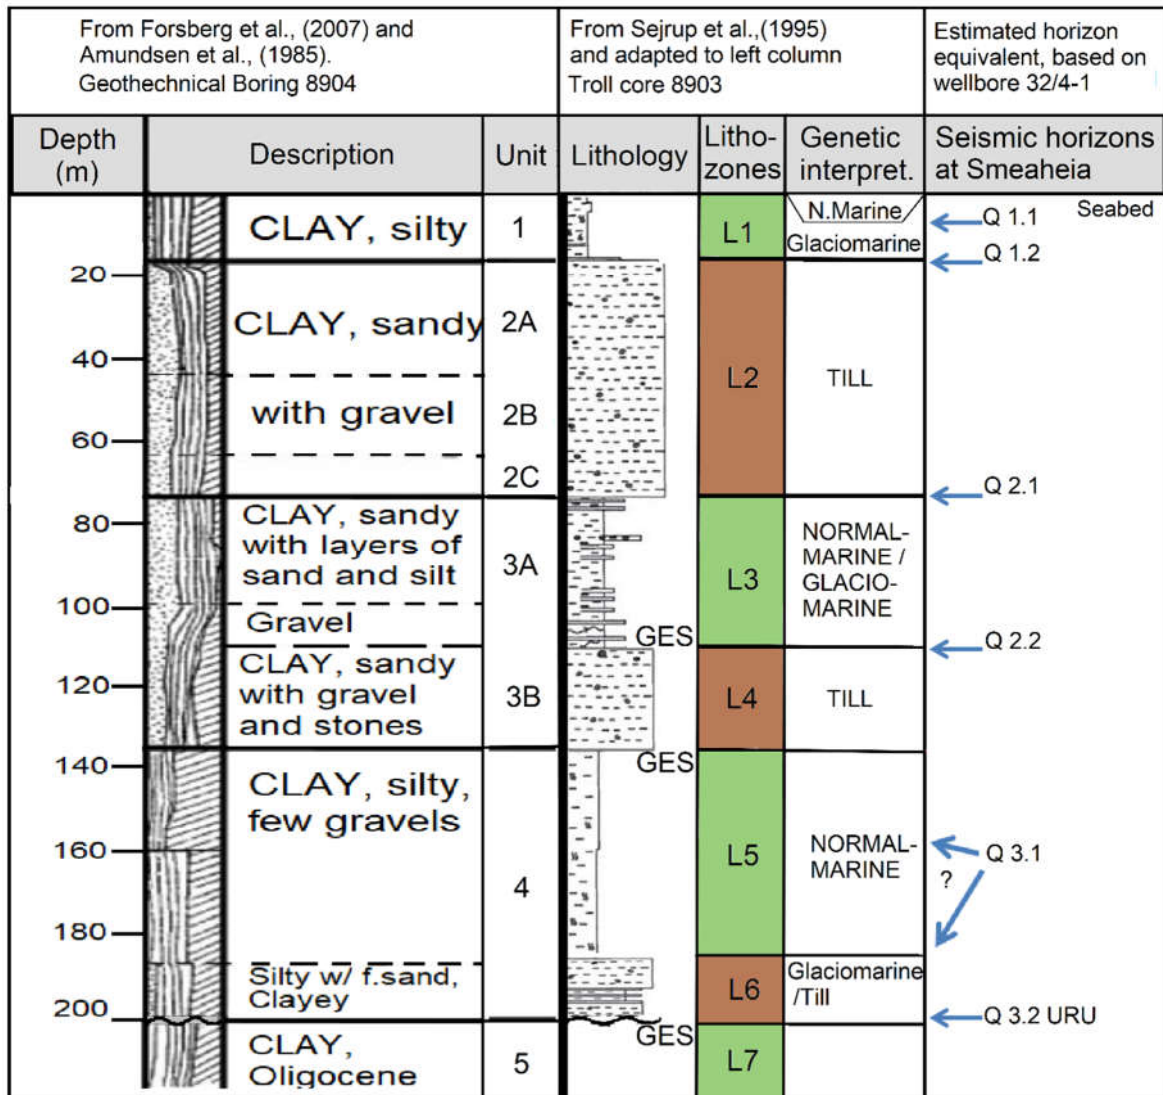 From Forsberg et al., (2007) and
Amundsen et al., (1985).
Geothechnical Boring 8904
From Sejrup et al.,(1995)
and adapted to left column
Troll core 8903
Estimated horizon
equivalent, based on
wellbore 32/4-1
Depth
(m)
Description
Unit
Lithology
Litho-
zones
Genetic
interpret.
Seismic horizons
at Smeaheia
CLAY, silty
1
L1
N.Marine
Glaciomarine
Seabed
Q 1.1
Q 1.2
20
CLAY, sandy
2A
40
with gravel
2B
60
2C
L2
TILL
Q 2.1
80
CLAY, sandy
with layers of
sand and silt
3A
100
Gravel
GES
L3
NORMAL-
MARINE /
GLACIO-
MARINE
Q 2.2
120
CLAY, sandy
with gravel
and stones
3B
L4
TILL
140
GES
CLAY, silty,
few gravels
160
4
L5
NORMAL-
MARINE
Q 3.1
?
180
Silty w/ f.sand,
Clayey
L6
Glaciomarine
/Till
200
Q 3.2 URU
GES
CLAY,
Oligocene
5
L7